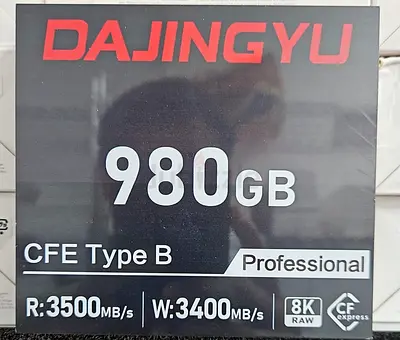 DAJINGYU
980GB
CFE Type B
Professional
R:3500MB/s | W:3400MB/s | 8K RAW CF express